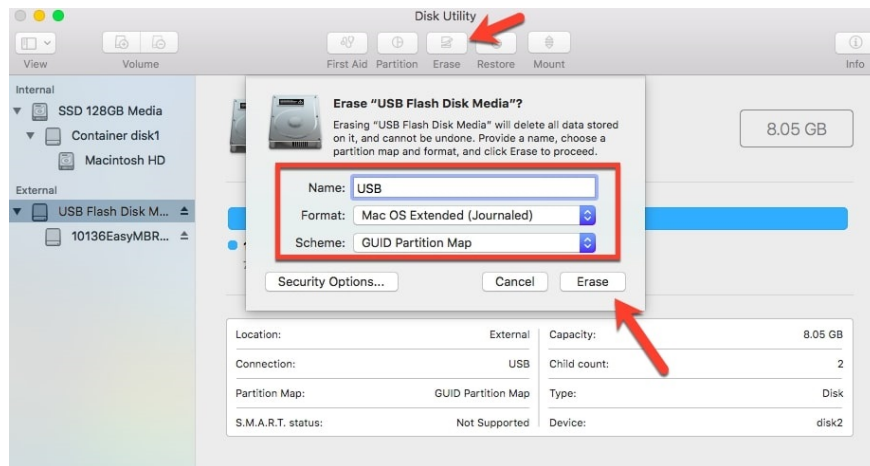 Disk Utility
View
Volume
First Aid
Partition
Erase
Restore
Mount
Info
Internal
SSD 128GB Media
Container disk1
Macintosh HD
External
USB Flash Disk M...
10136EasyMBR...
8.05 GB
Erase “USB Flash Disk Media”?
Erasing “USB Flash Disk Media” will delete all data stored
on it, and cannot be undone. Provide a name, choose a
partition map and format, and click Erase to proceed.
Name: USB
Format: Mac OS Extended (Journaled)
Scheme: GUID Partition Map
Security Options...
Cancel
Erase
Location: External
Capacity: 8.05 GB
Connection: USB
Child count: 2
Partition Map: GUID Partition Map
Type: Disk
S.M.A.R.T. status: Not Supported
Device: disk2